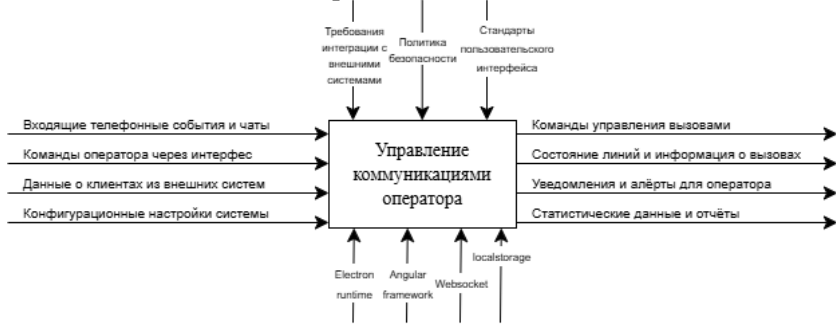 Требования
интеграции с
внешними
системами
Политика
безопасности
Стандарты
пользовательского
интерфейса
Входящие телефонные события и чаты
Команды оператора через интерфес
Данные о клиентах из внешних систем
Конфигурационные настройки системы
Управление
коммуникациями
оператора
Команды управления вызовами
Состояние линий и информация о вызовах
Уведомления и алёрты для оператора
Статистические данные и отчёты
Electron
runtime
Angular
framework
Websocket
localstorage